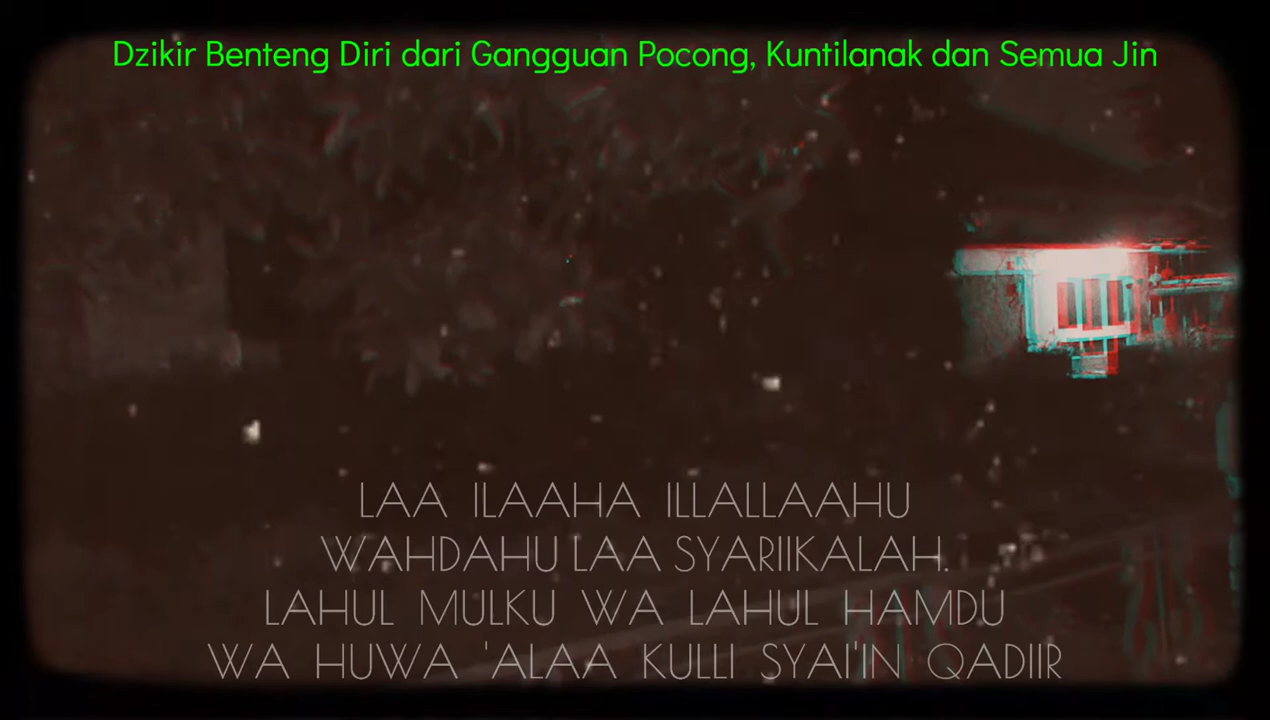 Dzikir Benteng Diri dari Gangguan Pocong, Kuntilanak dan Semua Jin
LAA ILAAHA ILLALLAAHU
WAHDAHU LAA SYARIIKALAH.
LAHUL MULKU WA LAHUL HAMDU
WA HUWA 'ALAA KULLI SYAI'IN QADIIR